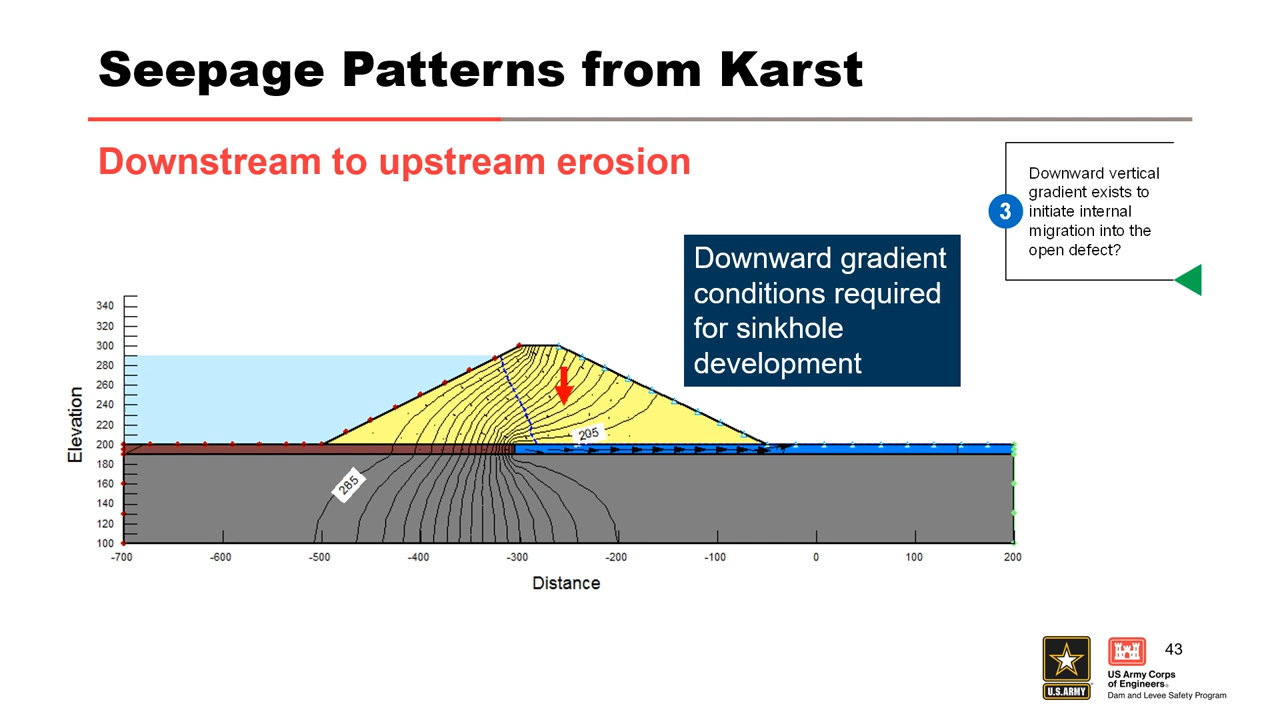 Seepage Patterns from Karst
Downstream to upstream erosion
3
Downward vertical
gradient exists to
initiate internal
migration into the
open defect?
Downward gradient
conditions required
for sinkhole
development
Elevation
340
320
300
280
260
240
220
200
180
160
140
120
100
205
285
-700
-600
-500
-400
-300
-200
-100
0
100
200
Distance
43
U.S.ARMY
US Army Corps
of Engineers®
Dam and Levee Safety Program